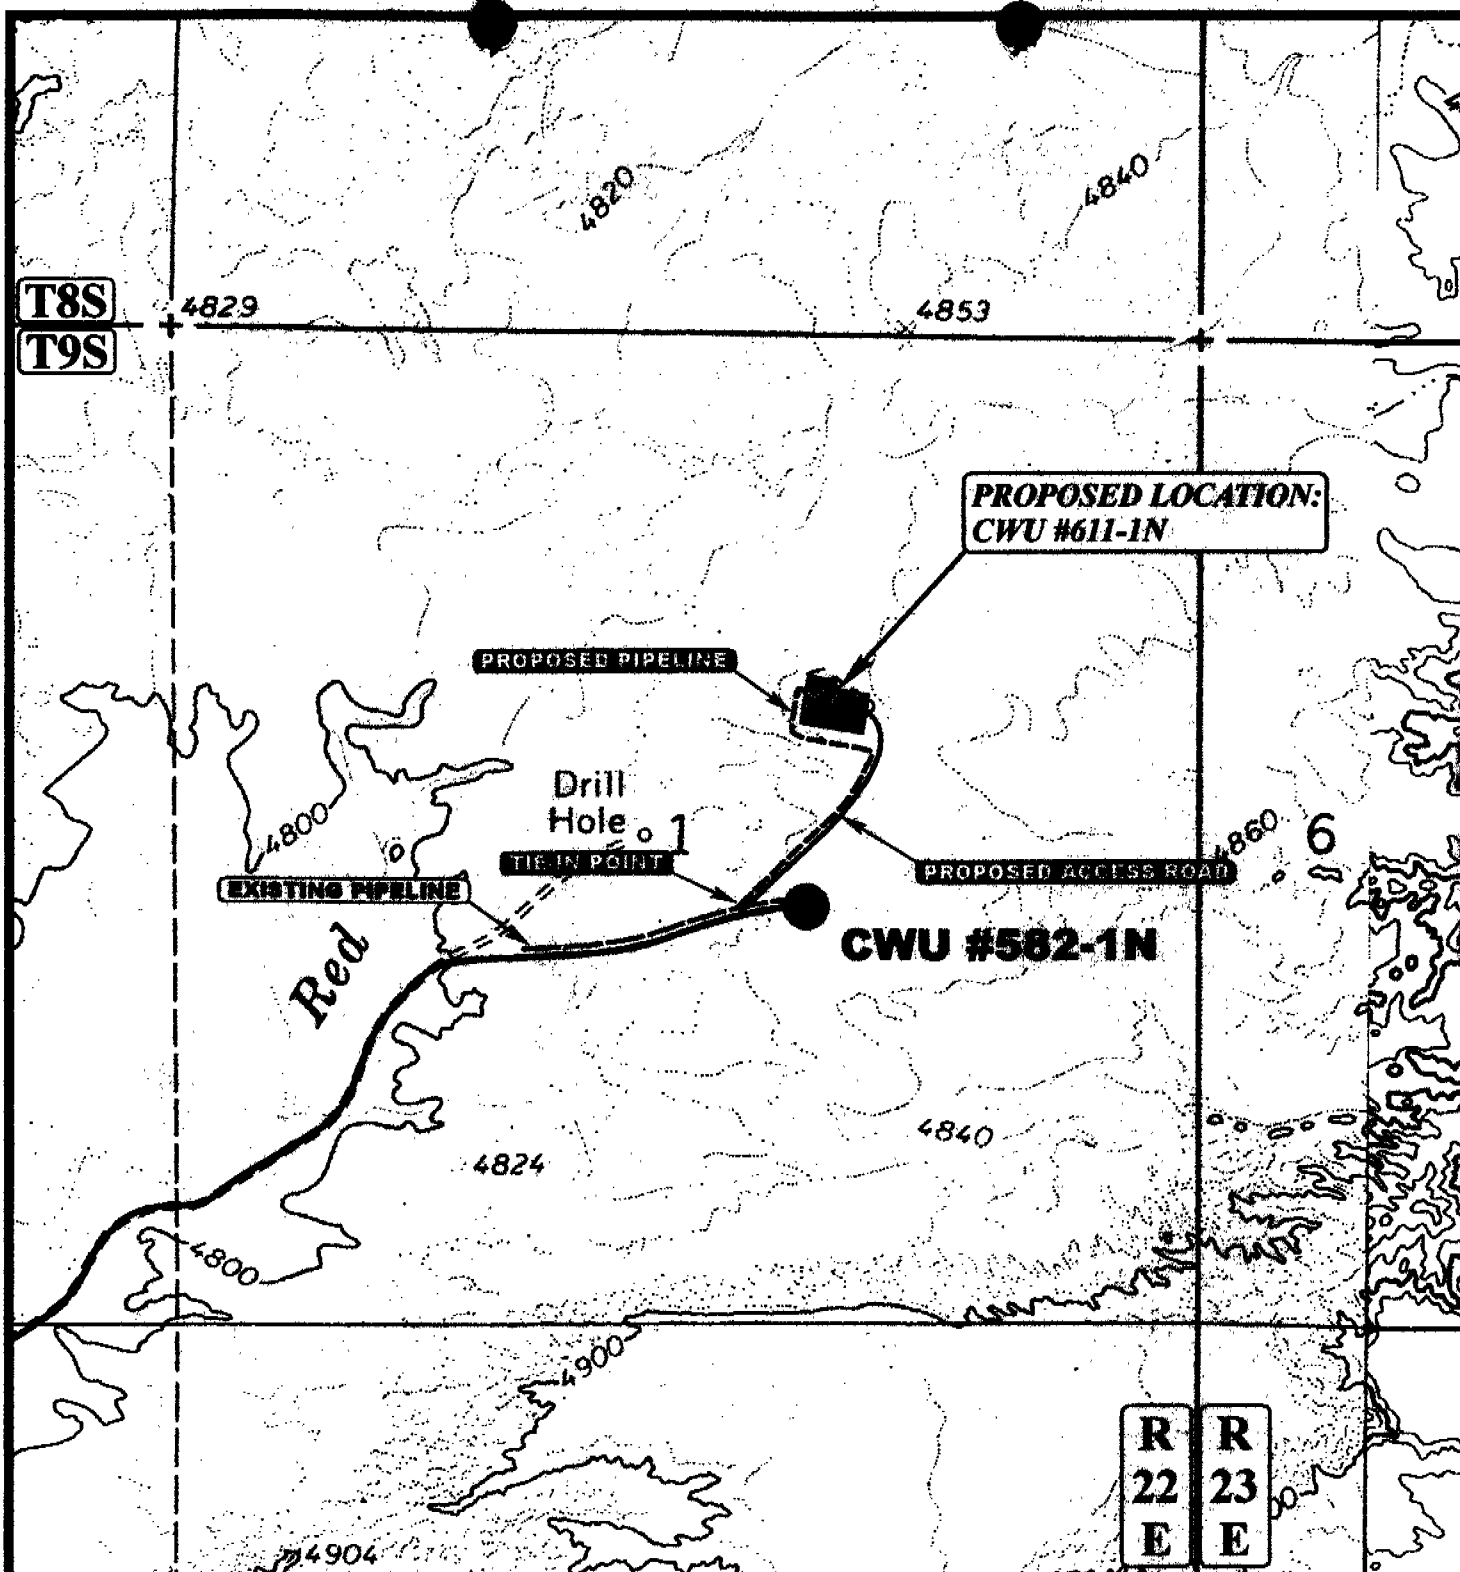 4820
4840
T8S
4829
4853
T9S
PROPOSED LOCATION:
CWU #611-1N
PROPOSED PIPELINE
Drill
Hole
1
4800
4860
6
TIE-IN POINT
PROPOSED ACCESS ROAD
EXISTING PIPELINE
CWU #582-1N
Red
4840
4824
4800
4900
R
22
E
R
23
E
4904